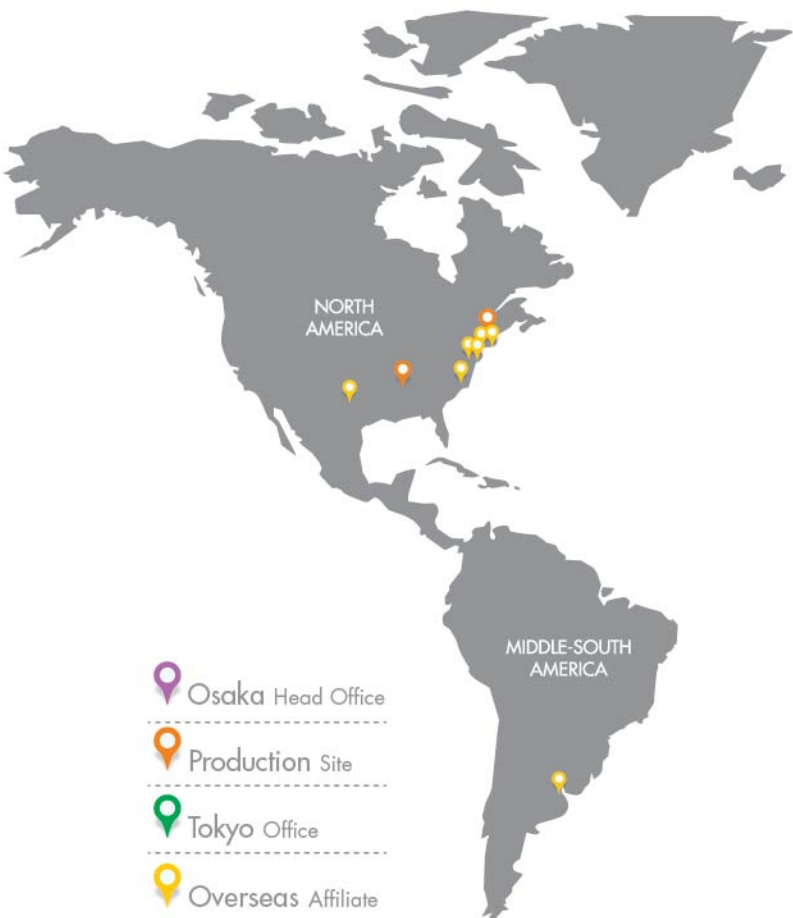 NORTH
AMERICA
MIDDLE-SOUTH
AMERICA
Osaka Head Office
Production Site
Tokyo Office
Overseas Affiliate